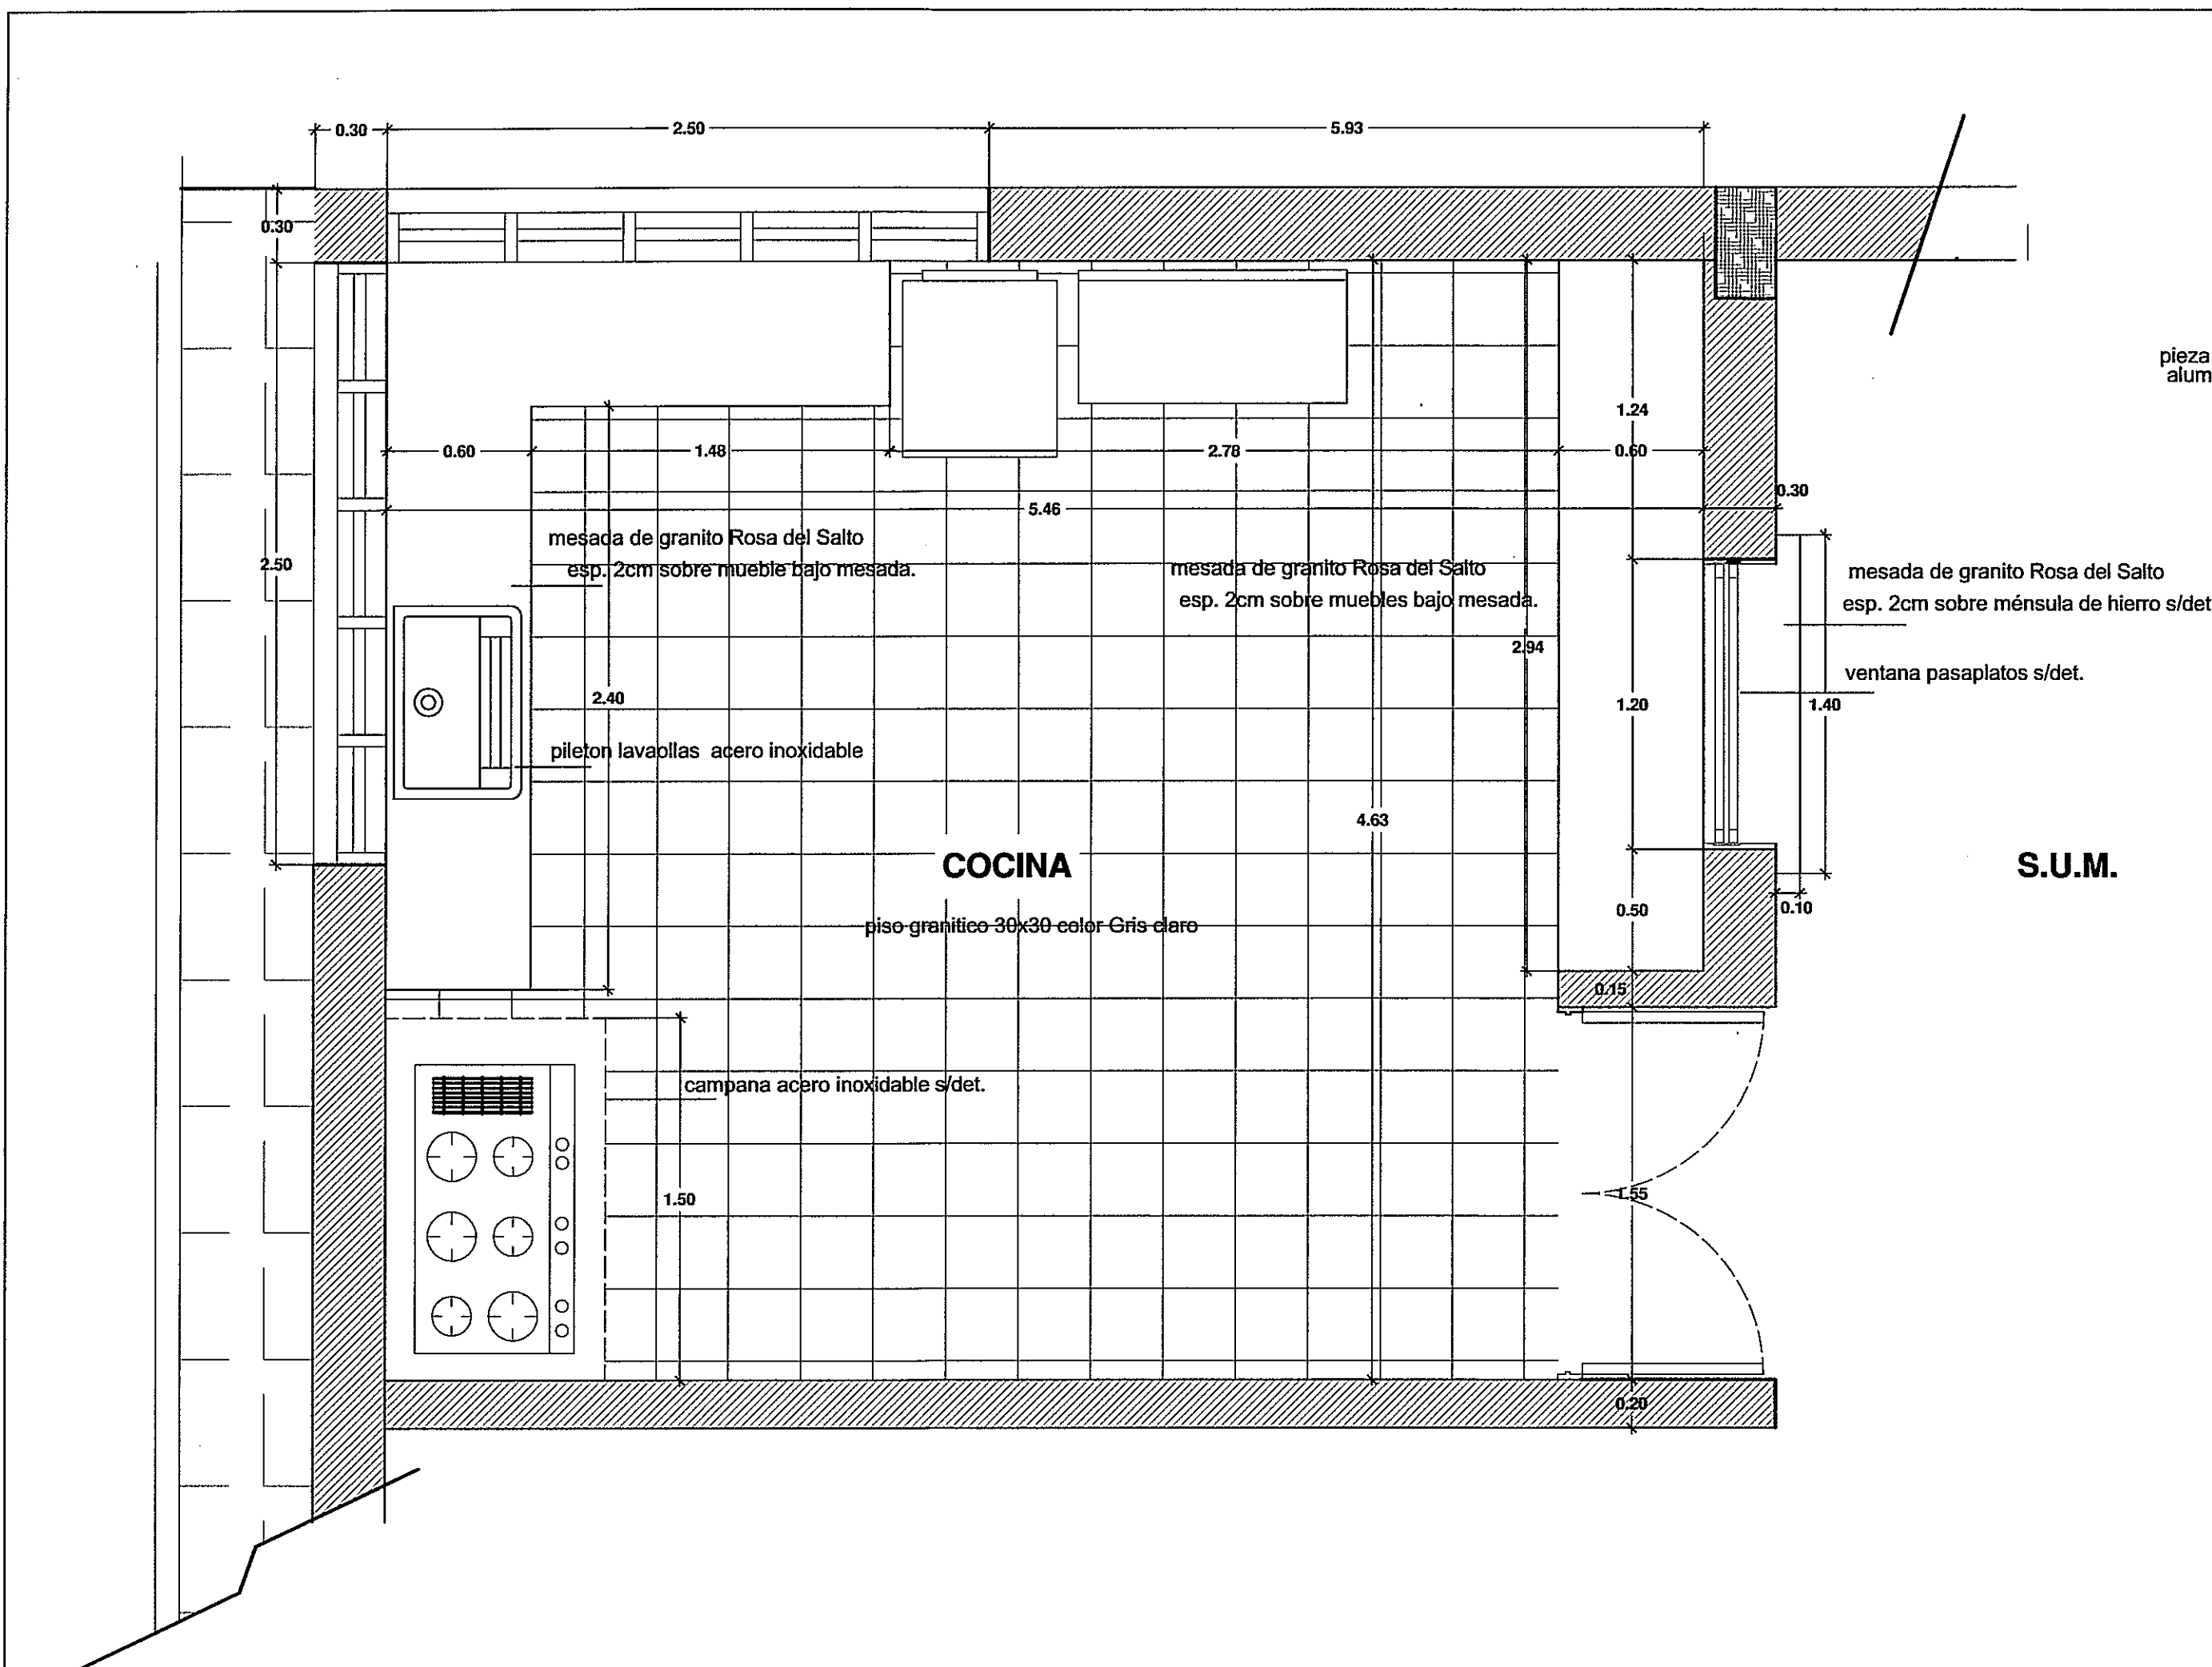 0.30 2.50 5.93
0.30
pieza
alum
1.24
0.60 1.48 2.78 0.60
0.30
5.46
mesada de granito Rosa del Salto
esp. 2cm sobre mueble bajo mesada.
mesada de granito Rosa del Salto
esp. 2cm sobre muebles bajo mesada.
mesada de granito Rosa del Salto
esp. 2cm sobre ménsula de hierro s/det
2.50
2.94
ventana pasaplatos s/det.
2.40
1.20
1.40
pileton lavaollas acero inoxidable
4.63
COCINA
S.U.M.
0.50
0.10
piso granitico 30x30 color Gris claro
0.15
campana acero inoxidable s/det.
1.50
1.55
0.20